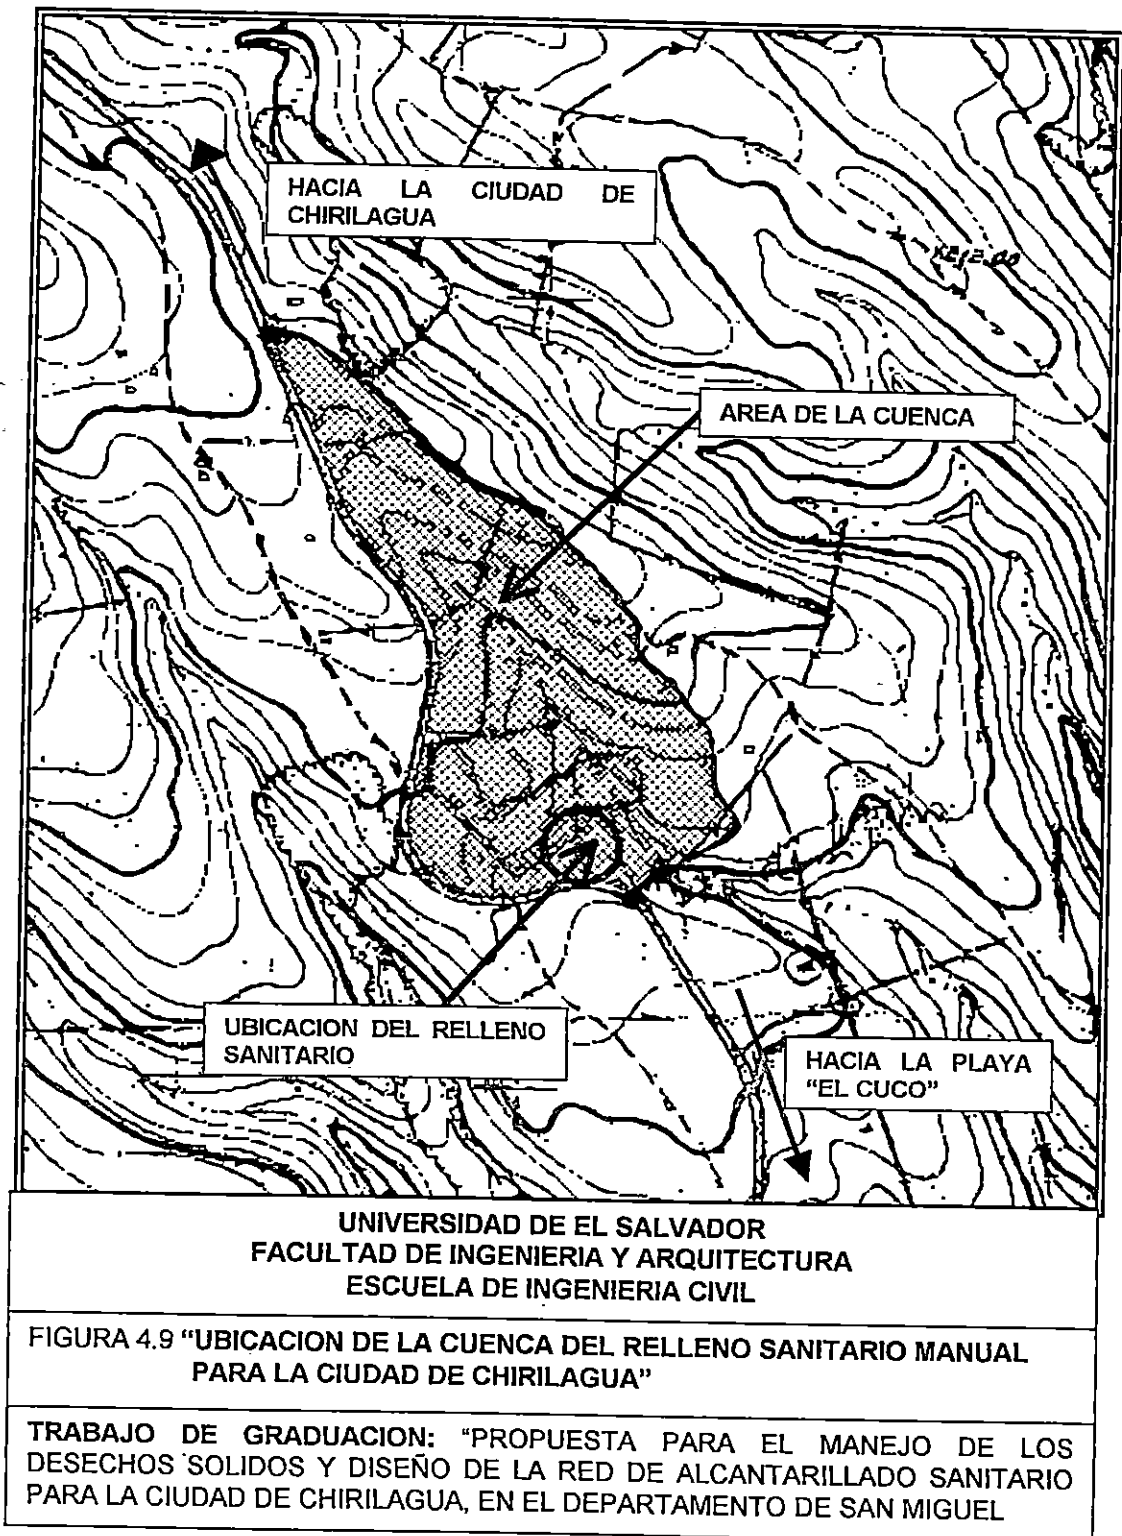 HACIA LA CIUDAD DE
CHIRILAGUA
AREA DE LA CUENCA
UBICACION DEL RELLENO
SANITARIO
HACIA LA PLAYA
“EL CUCO”
UNIVERSIDAD DE EL SALVADOR
FACULTAD DE INGENIERIA Y ARQUITECTURA
ESCUELA DE INGENIERIA CIVIL
FIGURA 4.9 “UBICACION DE LA CUENCA DEL RELLENO SANITARIO MANUAL
PARA LA CIUDAD DE CHIRILAGUA”
TRABAJO DE GRADUACION: “PROPUESTA PARA EL MANEJO DE LOS
DESECHOS SOLIDOS Y DISEÑO DE LA RED DE ALCANTARILLADO SANITARIO
PARA LA CIUDAD DE CHIRILAGUA, EN EL DEPARTAMENTO DE SAN MIGUEL